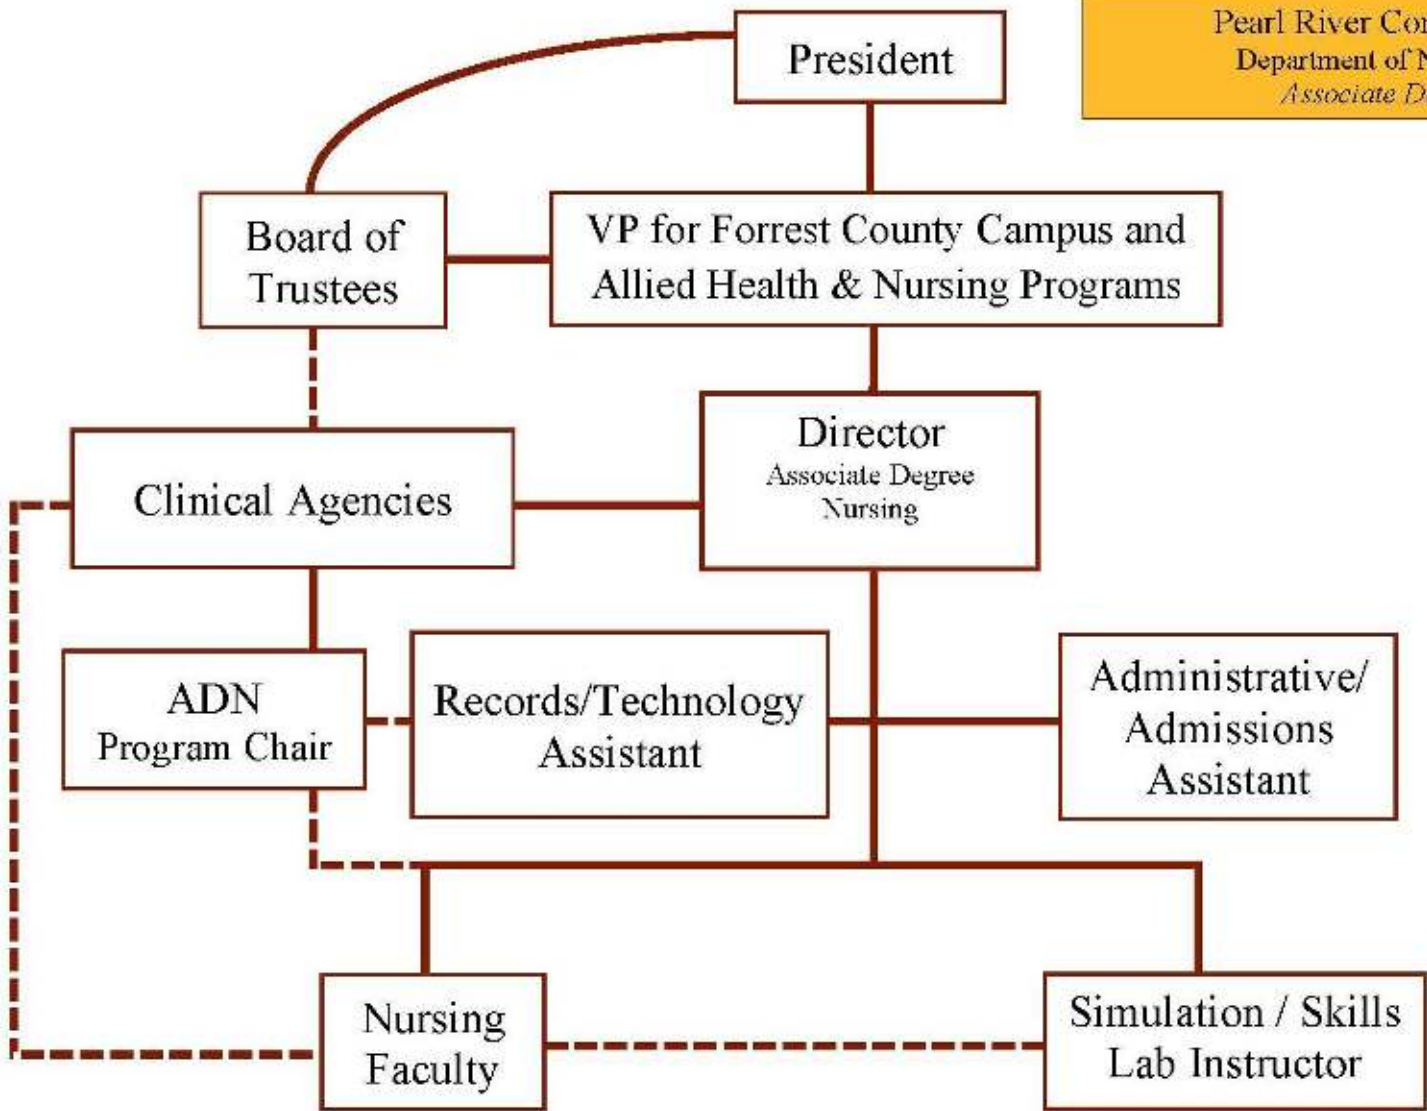 Pearl River
Department of
Associate
President
Board of
Trustees
VP for Forrest County Campus and
Allied Health & Nursing Programs
Clinical Agencies
Director
Associate Degree
Nursing
ADN
Program Chair
Records/Technology
Assistant
Administrative/
Admissions
Assistant
Nursing
Faculty
Simulation / Skills
Lab Instructor